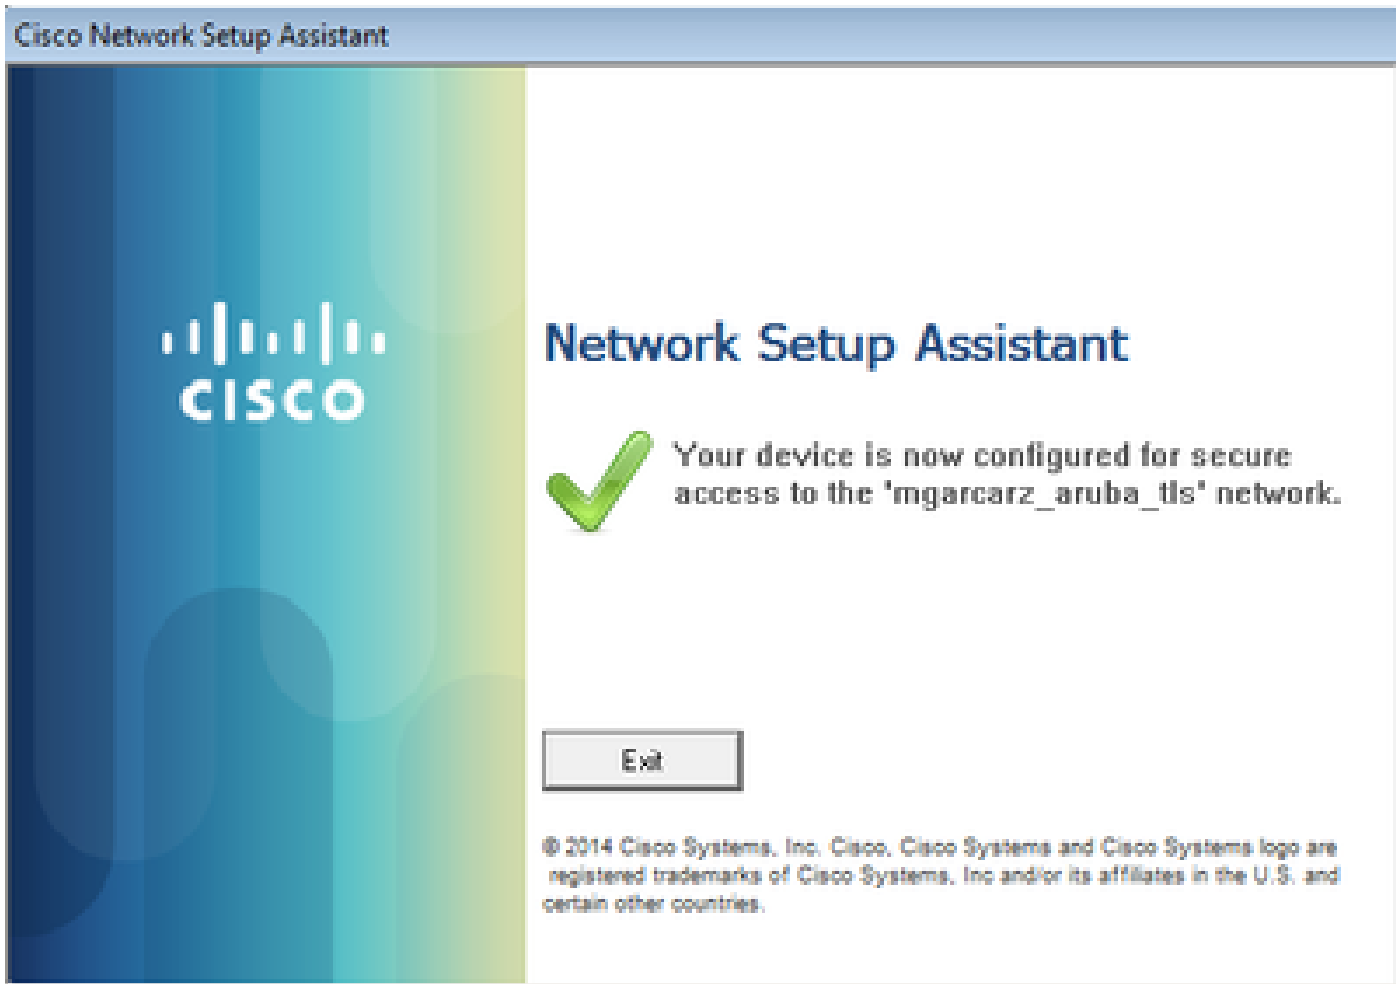 Cisco Network Setup Assistant
CISCO
Network Setup Assistant
Your device is now configured for secure
access to the 'mgarcarz_aruba_tls' network.
Exit
© 2014 Cisco Systems, Inc. Cisco, Cisco Systems and Cisco Systems logo are
registered trademarks of Cisco Systems, Inc and/or its affiliates in the U.S. and
certain other countries.